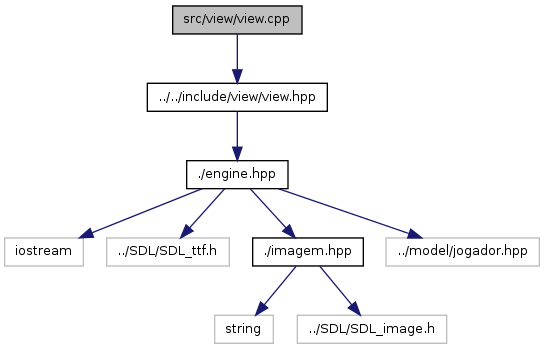 src/view/view.cpp
../../include/view/view.hpp
./engine.hpp
iostream
../SDL/SDL_ttf.h
./imagem.hpp
../model/jogador.hpp
string
../SDL/SDL_image.h